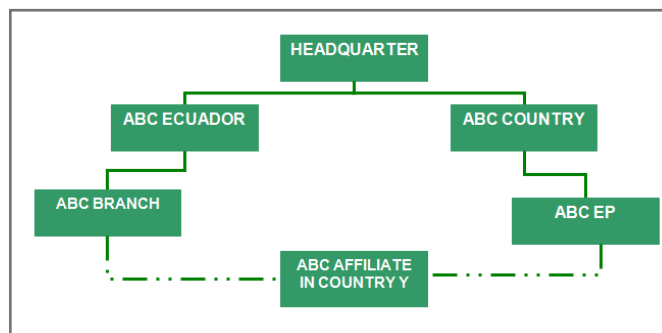 HEADQUARTER
ABC ECUADOR
ABC COUNTRY
ABC BRANCH
ABC EP
ABC AFFILIATE
IN COUNTRY Y